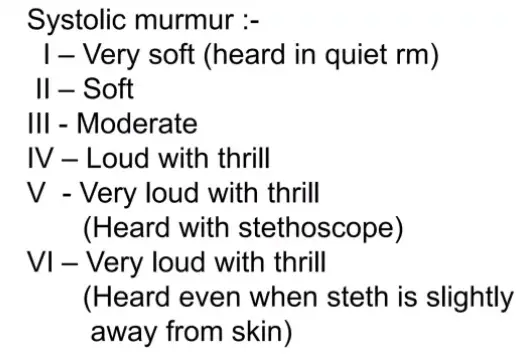 Systolic murmur :-
I – Very soft (heard in quiet rm)
II – Soft
III - Moderate
IV – Loud with thrill
V - Very loud with thrill
(Heard with stethoscope)
VI – Very loud with thrill
(Heard even when steth is slightly
away from skin)